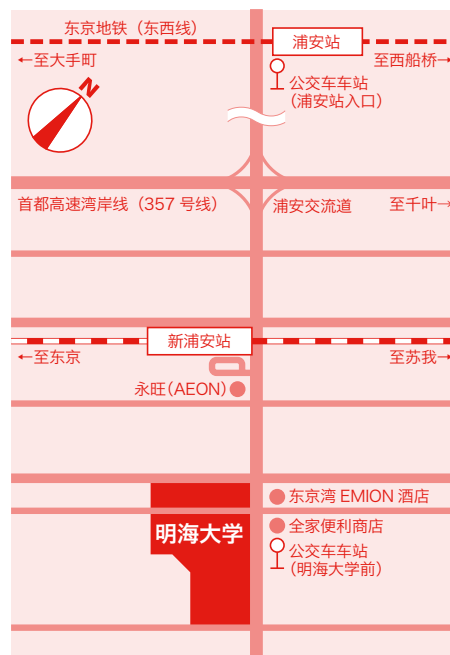 东京地铁（东西线）
浦安站
←至大手町
至西船桥→
公交车车站
（浦安站入口）
N
首都高速湾岸线（357 号线）
浦安交流道
至千叶→
新浦安站
←至东京
至苏我→
永旺（AEON）
东京湾 EMION 酒店
明海大学
全家便利商店
公交车车站
（明海大学前）